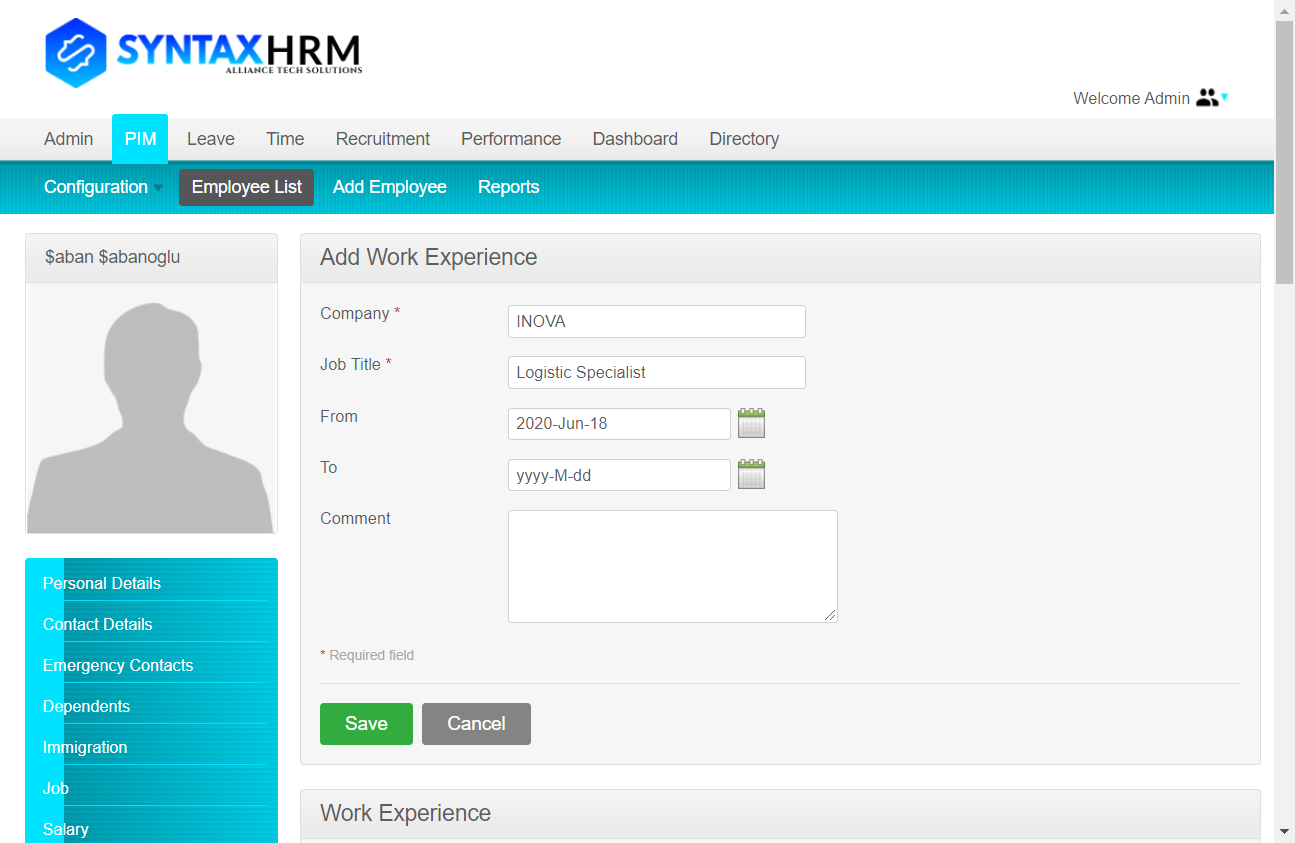 SYNTAXHRM
ALLIANCE TECH SOLUTIONS
Welcome Admin
Admin PIM Leave Time Recruitment Performance Dashboard Directory
Configuration Employee List Add Employee Reports
$aban $abanoglu
Add Work Experience
Company *
INOVA
Job Title *
Logistic Specialist
From
2020-Jun-18
To
yyyy-M-dd
Comment
* Required field
Save Cancel
Work Experience
Personal Details
Contact Details
Emergency Contacts
Dependents
Immigration
Job
Salary